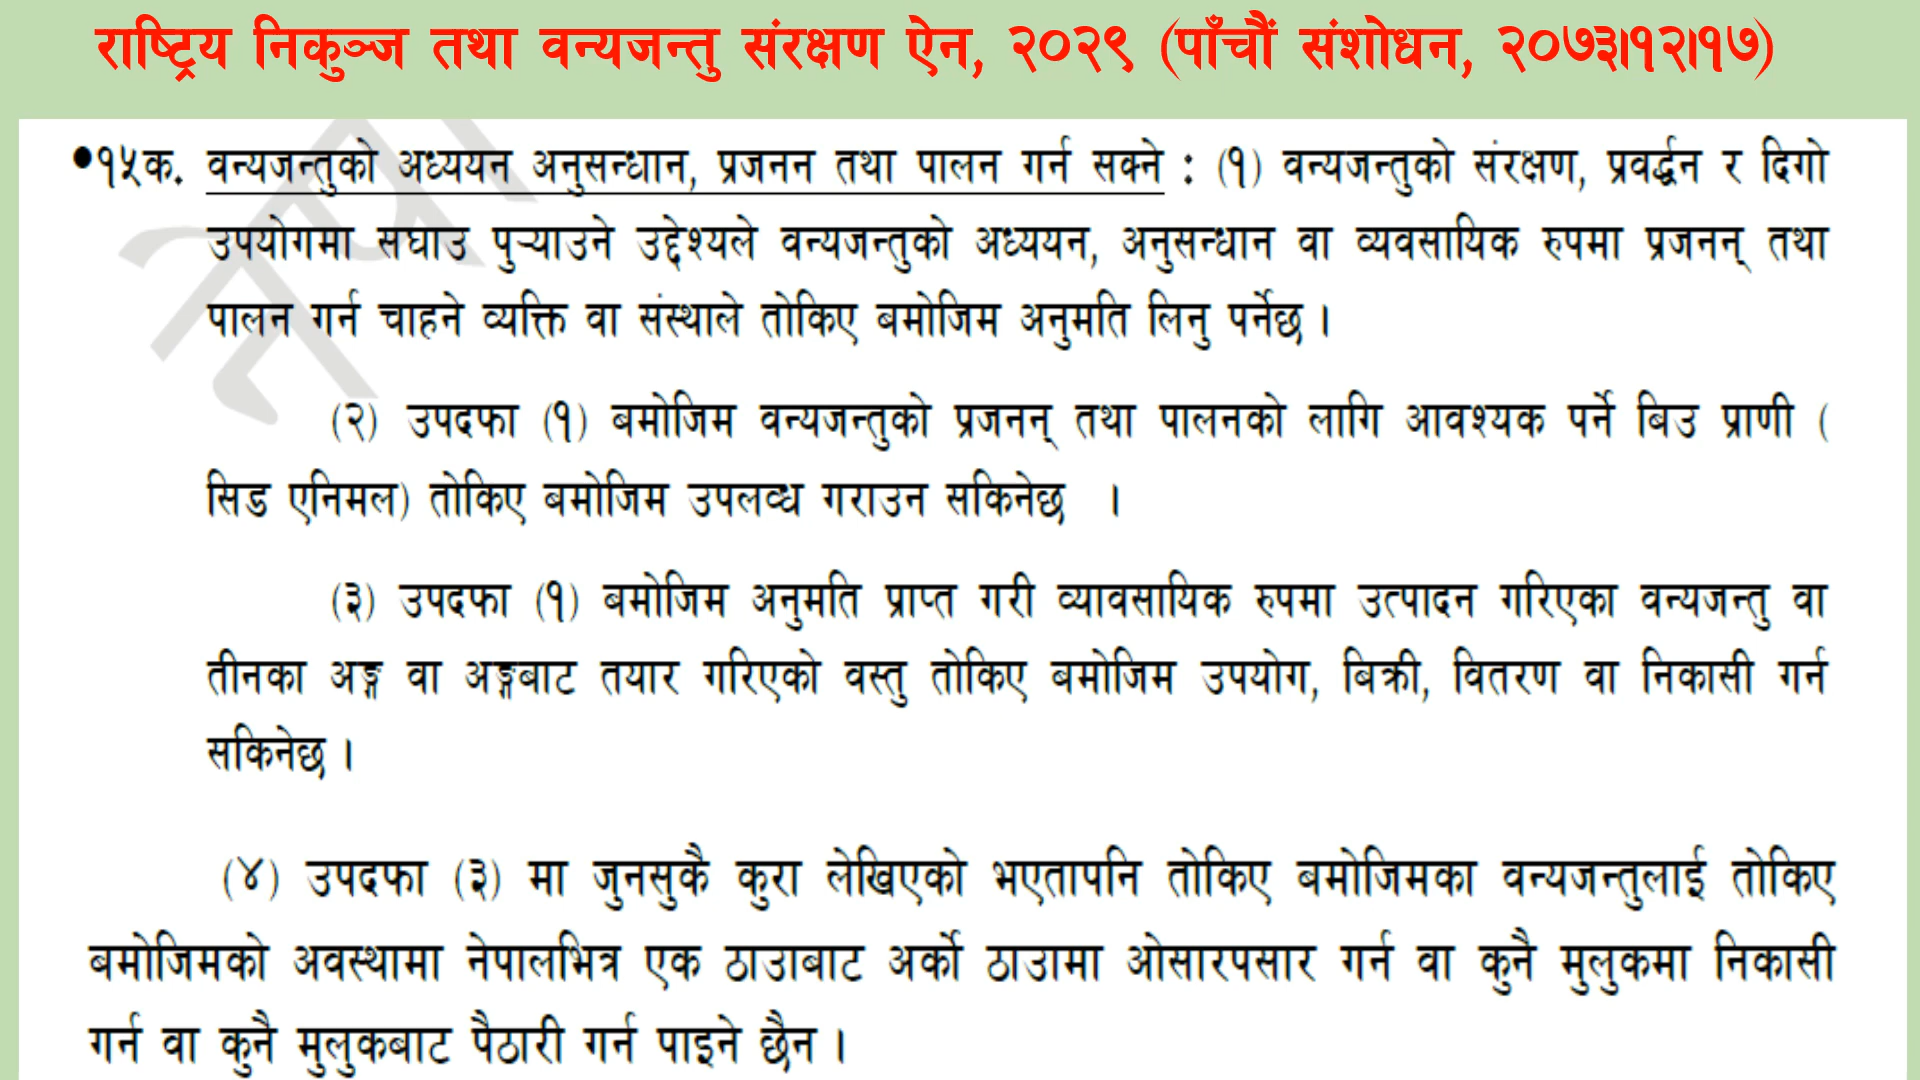 राष्ट्रिय निकुञ्ज तथा वन्यजन्तु संरक्षण ऐन, २०२९ (पाँचौं संशोधन, २०७३।१२।१७)
•१५क. वन्यजन्तुको अध्ययन अनुसन्धान, प्रजनन तथा पालन गर्न सक्ने : (१) वन्यजन्तुको संरक्षण, प्रवर्द्धन र दिगो
उपयोगमा सघाउ पुर्‍याउने उद्देश्यले वन्यजन्तुको अध्ययन, अनुसन्धान वा व्यवसायिक रुपमा प्रजनन् तथा
पालन गर्न चाहने व्यक्ति वा संस्थाले तोकिए बमोजिम अनुमति लिनु पर्नेछ ।
(२) उपदफा (१) बमोजिम वन्यजन्तुको प्रजनन् तथा पालनको लागि आवश्यक पर्ने बिउ प्राणी (
सिड एनिमल) तोकिए बमोजिम उपलव्ध गराउन सकिनेछ ।
(३) उपदफा (१) बमोजिम अनुमति प्राप्त गरी व्यावसायिक रुपमा उत्पादन गरिएका वन्यजन्तु वा
तीनका अङ्ग वा अङ्गबाट तयार गरिएको वस्तु तोकिए बमोजिम उपयोग, बिक्री, वितरण वा निकासी गर्न
सकिनेछ ।
(४) उपदफा (३) मा जुनसुकै कुरा लेखिएको भएतापनि तोकिए बमोजिमका वन्यजन्तुलाई तोकिए
बमोजिमको अवस्थामा नेपालभित्र एक ठाउाबाट अर्को ठाउामा ओसारपसार गर्न वा कुनै मुलुकमा निकासी
गर्न वा कुनै मुलुकबाट पैठारी गर्न पाइने छैन ।